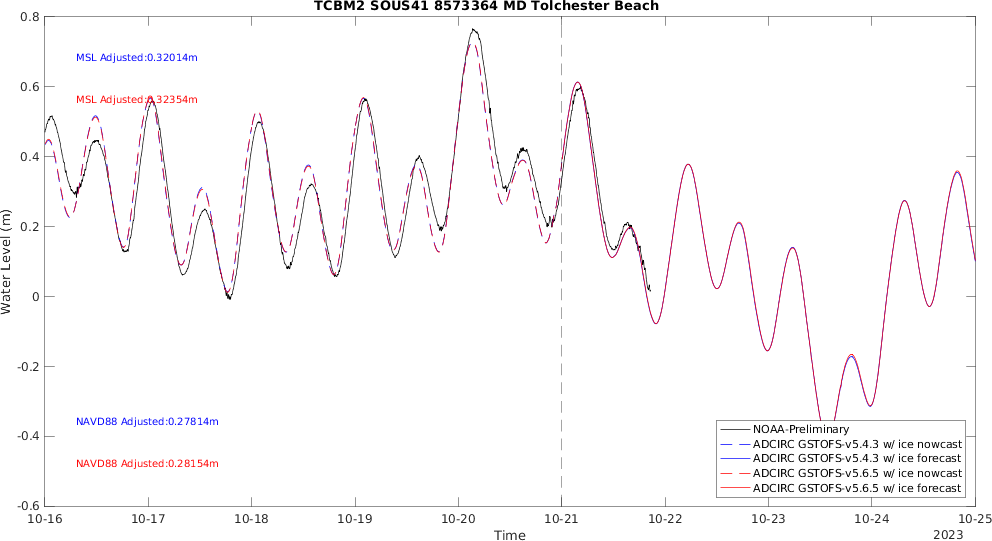 TCBM2 SOUS41 8573364 MD Tolchester Beach
0.8
0.6
0.4
0.2
0
-0.2
-0.4
-0.6
Water Level (m)
MSL Adjusted:0.32014m
MSL Adjusted:0.32354m
NAVD88 Adjusted:0.27814m
NAVD88 Adjusted:0.28154m
NOAA-Preliminary
ADCIRC GSTOFS-v5.4.3 w/ ice nowcast
ADCIRC GSTOFS-v5.4.3 w/ ice forecast
ADCIRC GSTOFS-v5.6.5 w/ ice nowcast
ADCIRC GSTOFS-v5.6.5 w/ ice forecast
10-16 10-17 10-18 10-19 10-20 10-21 10-22 10-23 10-24 10-25
Time
2023